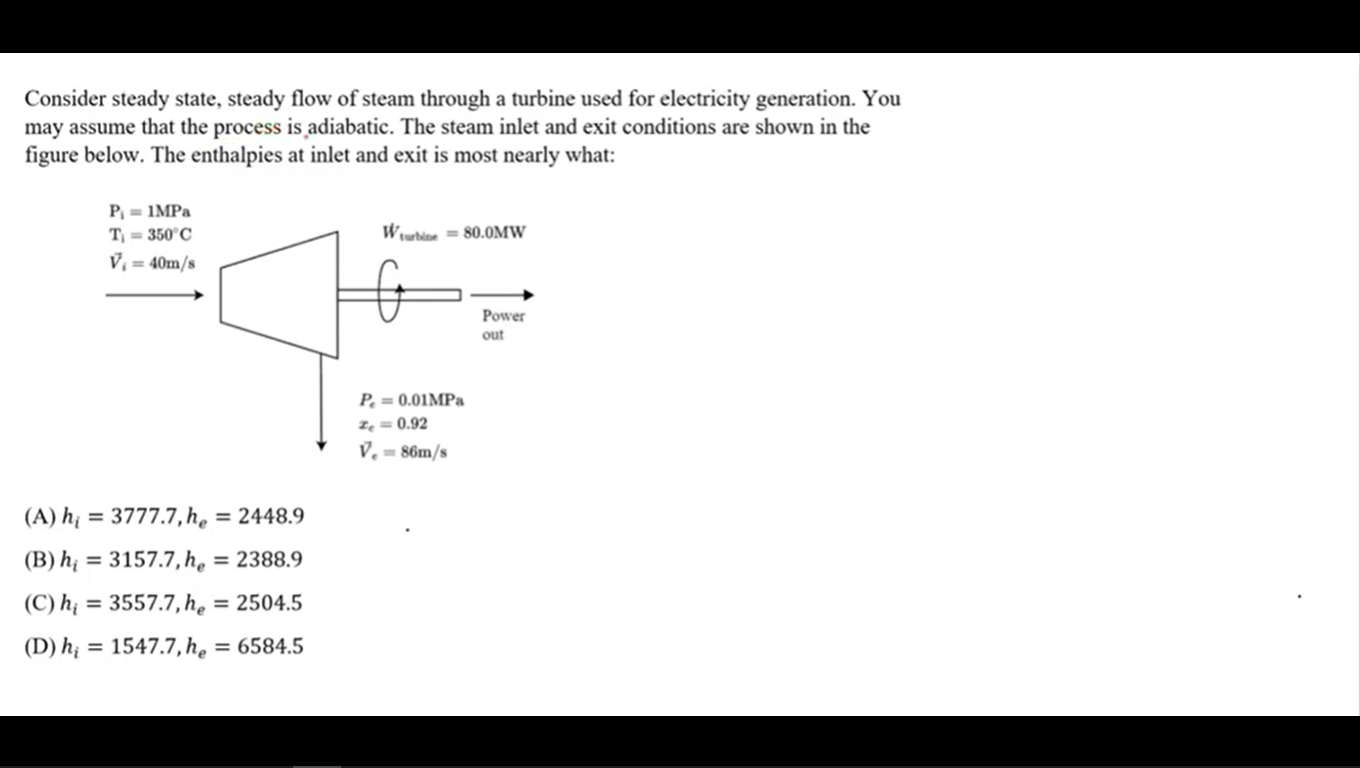 Consider steady state, steady flow of steam through a turbine used for electricity generation. You
may assume that the process is adiabatic. The steam inlet and exit conditions are shown in the
figure below. The enthalpies at inlet and exit is most nearly what:
Pᵢ = 1MPa
Tᵢ = 350°C
V⃗ᵢ = 40m/s
Ẇturbine = 80.0MW
Power
out
Pₑ = 0.01MPa
xₑ = 0.92
V⃗ₑ = 86m/s
(A) hᵢ = 3777.7, hₑ = 2448.9
(B) hᵢ = 3157.7, hₑ = 2388.9
(C) hᵢ = 3557.7, hₑ = 2504.5
(D) hᵢ = 1547.7, hₑ = 6584.5